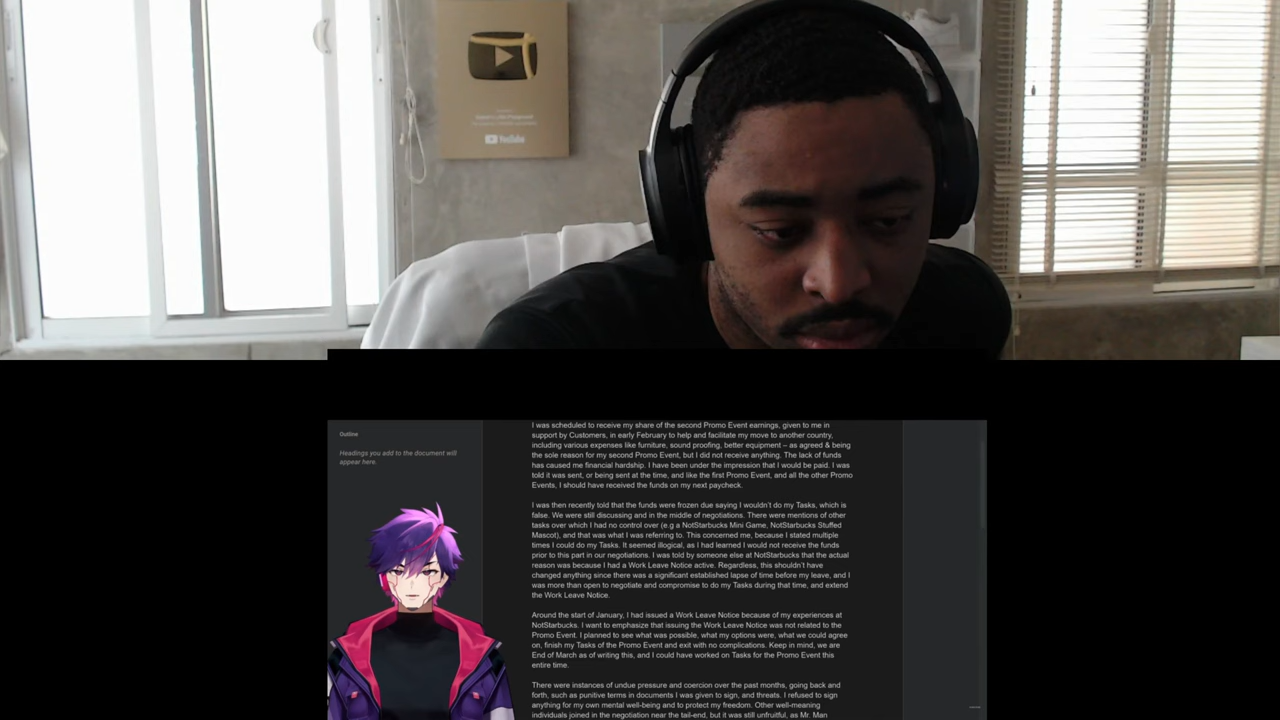 YouTube
Outline
Headings you add to the document will
appear here.
I was scheduled to receive my share of the second Promo Event earnings, given to me in
support by Customers, in early February to help and facilitate my move to another country,
including various expenses like furniture, sound proofing, better equipment – as agreed & being
the sole reason for my second Promo Event, but I did not receive anything. The lack of funds
has caused me financial hardship. I have been under the impression that I would be paid. I was
told it was sent, or being sent at the time, and like the first Promo Event, and all the other Promo
Events, I should have received the funds on my next paycheck.
I was then recently told that the funds were frozen due saying I wouldn't do my Tasks, which is
false. We were still discussing and in the middle of negotiations. There were mentions of other
tasks over which I had no control over (e.g a NotStarbucks Mini Game, NotStarbucks Stuffed
Mascot), and that was what I was referring to. This concerned me, because I stated multiple
times I could do my Tasks. It seemed illogical, as I had learned I would not receive the funds
prior to this part in our negotiations. I was told by someone else at NotStarbucks that the actual
reason was because I had a Work Leave Notice active. Regardless, this shouldn't have
changed anything since there was a significant established lapse of time before my leave, and I
was more than open to negotiate and compromise to do my Tasks during that time, and extend
the Work Leave Notice.
Around the start of January, I had issued a Work Leave Notice because of my experiences at
NotStarbucks. I want to emphasize that issuing the Work Leave Notice was not related to the
Promo Event. I planned to see what was possible, what my options were, what we could agree
on, finish my Tasks of the Promo Event and exit with no complications. Keep in mind, we are
End of March as of writing this, and I could have worked on Tasks for the Promo Event this
entire time.
There were instances of undue pressure and coercion over the past months, going back and
forth, such as punitive terms in documents I was given to sign, and threats. I refused to sign
anything for my own mental well-being and to protect my freedom. Other well-meaning
individuals joined in the negotiation near the tail-end, but it was still unfruitful, as Mr. Man